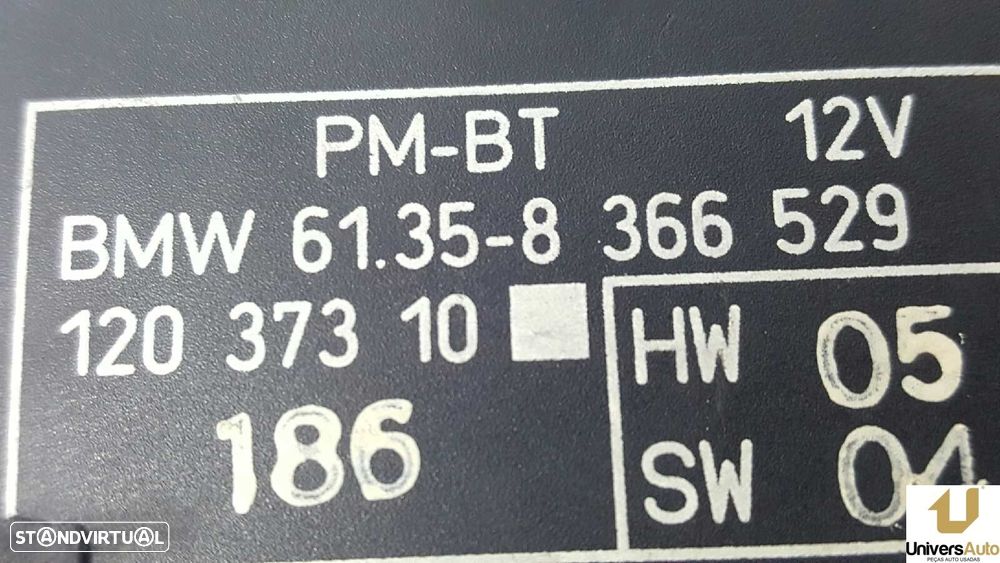 PM-BT 12V
BMW 61.35-8 366 529
120 373 10
HW 05
186
SW 04
STANDVIRTUAL
UniversAuto
PEÇAS AUTO USADAS